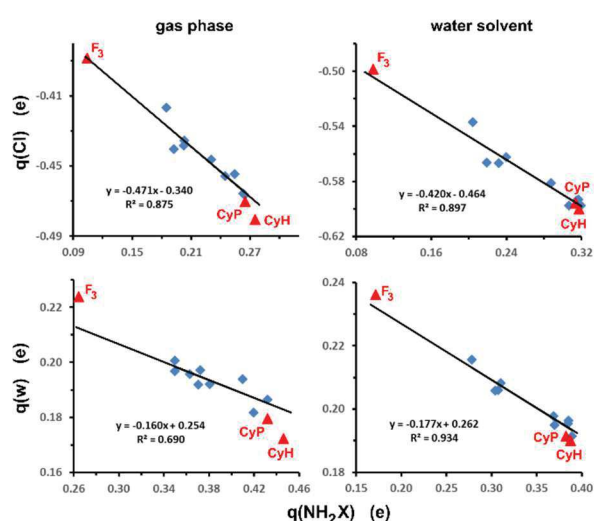 gas phase
water solvent
q(Cl) (e)
-0.41
-0.45
-0.49
F3
y = -0.471x - 0.340
R² = 0.875
CyP
CyH
0.09
0.15
0.21
0.27
0.33
-0.50
-0.54
-0.58
-0.62
F3
y = -0.420x - 0.464
R² = 0.897
CyP
CyH
0.08
0.16
0.24
0.32
q(w) (e)
0.22
0.20
0.18
0.16
F3
y = -0.160x + 0.254
R² = 0.690
CyP
CyH
0.26
0.30
0.34
0.38
0.42
0.46
0.24
0.22
0.20
0.18
F3
y = -0.177x + 0.262
R² = 0.934
CyP
CyH
0.15
0.20
0.25
0.30
0.35
0.40
q(NH2X) (e)